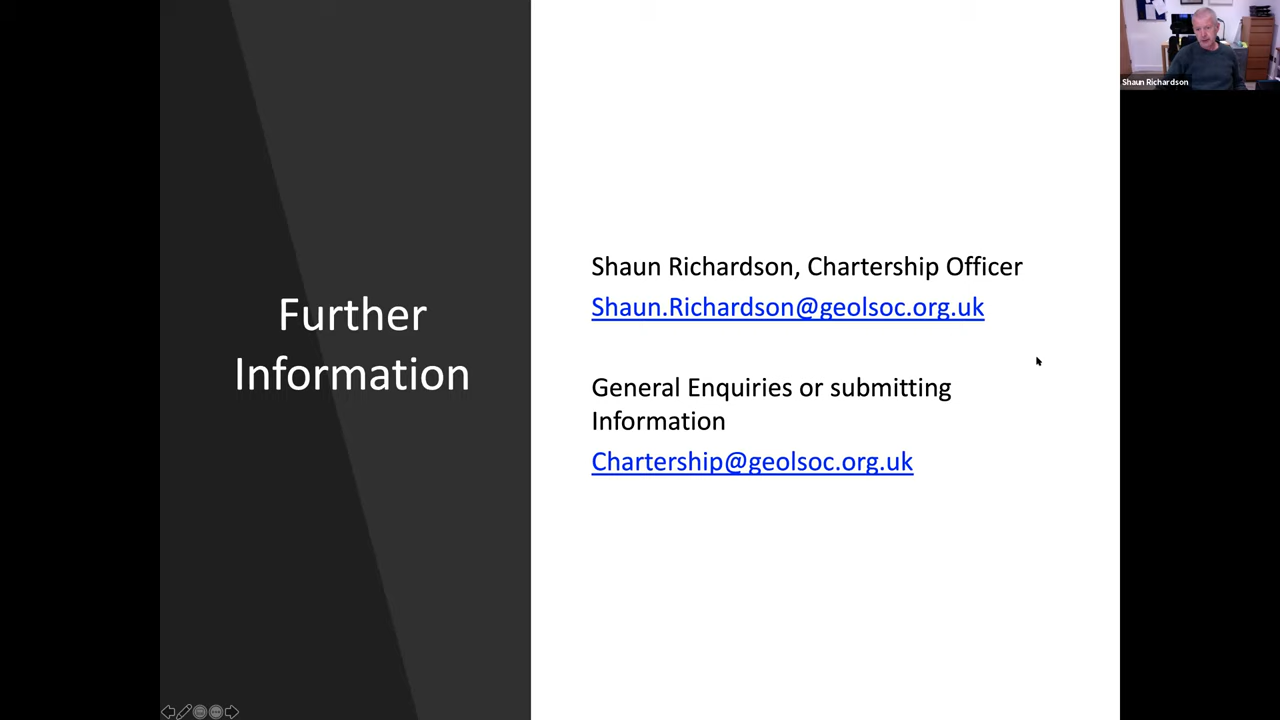 Shaun Richardson
Further
Information
Shaun Richardson, Chartership Officer
Shaun.Richardson@geolsoc.org.uk
General Enquiries or submitting
Information
Chartership@geolsoc.org.uk